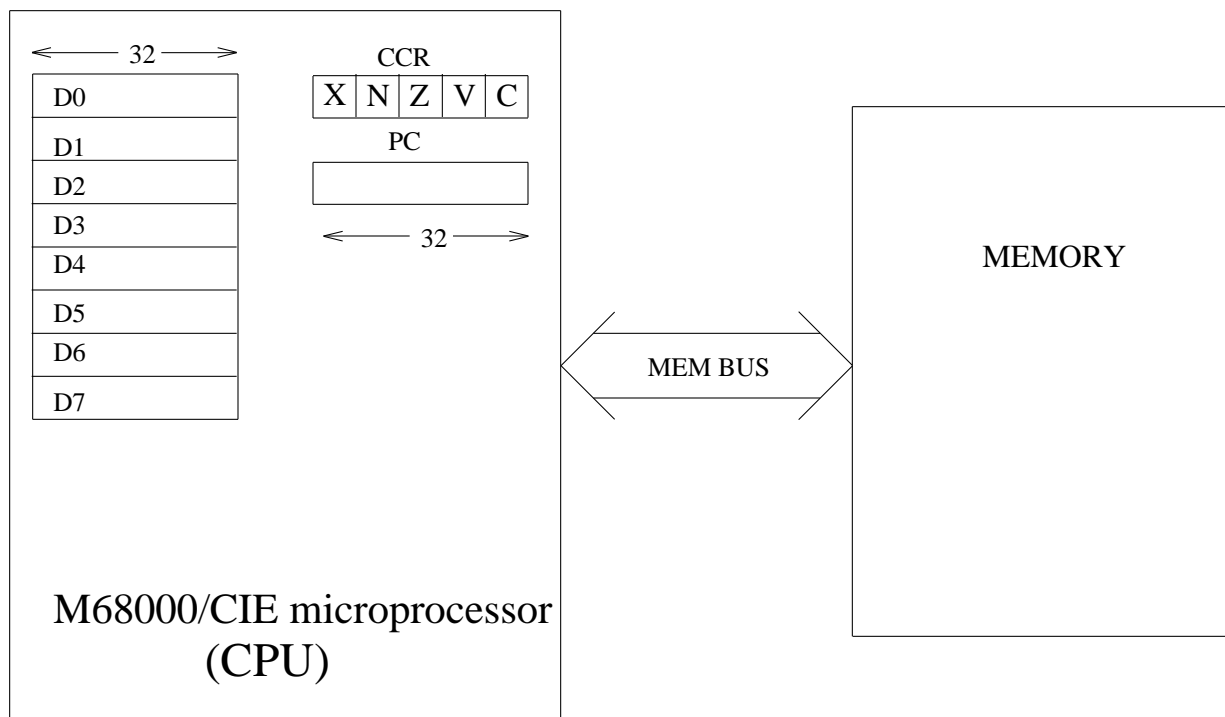 32
CCR
D0
X N Z V C
D1
PC
D2
D3
32
D4
MEMORY
D5
D6
MEM BUS
D7
M68000/CIE microprocessor
(CPU)